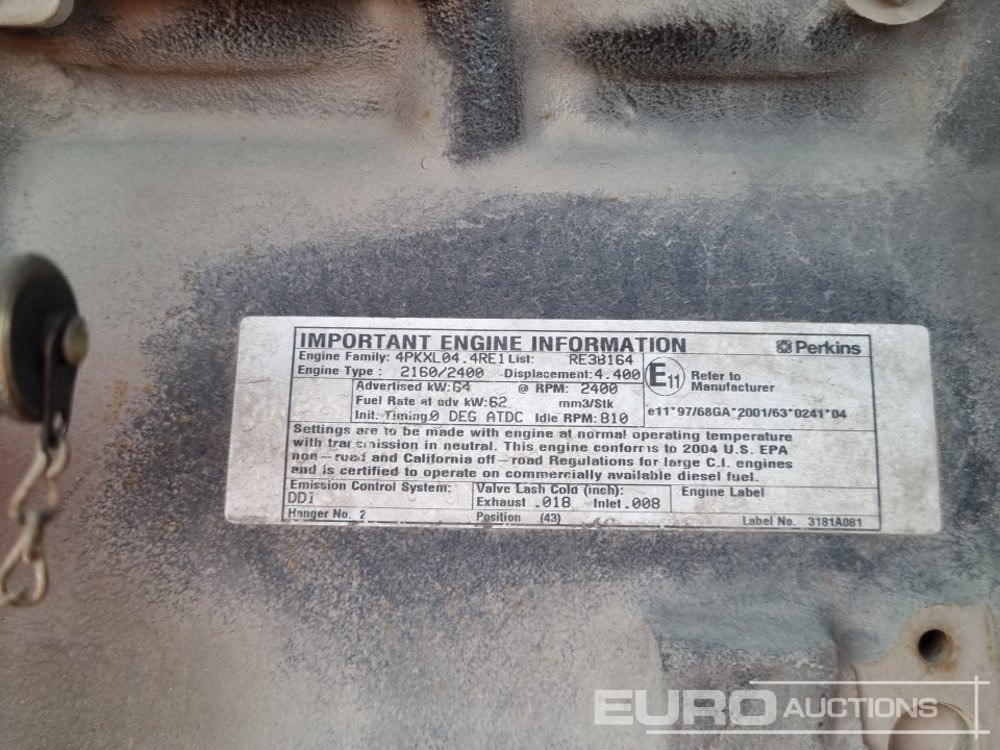 IMPORTANT ENGINE INFORMATION
Perkins
Engine Family: 4PKXL04.4RE1 List: RE38164
Engine Type : 2160/2400 Displacement: 4.400
Advertised kW: 64 @ RPM: 2400
Fuel Rate at adv kW: 62 mm3/Stk
Init. Timing 0 DEG ATDC Idle RPM: 810
E11 Refer to
Manufacturer
e11*97/68GA*2001/63*0241*04
Settings are to be made with engine at normal operating temperature
with transmission in neutral. This engine conforms to 2004 U.S. EPA
non-road and California off-road Regulations for large C.I. engines
and is certified to operate on commercially available diesel fuel.
Emission Control System: Valve Lash Cold (inch): Engine Label
DDi Exhaust .018 Inlet .008
Hanger No. 2 Position (43) Label No. 3181A081
EURO AUCTIONS